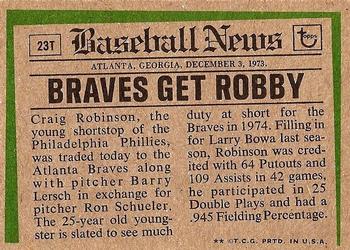 23T
Baseball News
topps
ATLANTA, GEORGIA, DECEMBER 3, 1973.
BRAVES GET ROBBY
Craig Robinson, the
young shortstop of the
Philadelphia Phillies,
was traded today to the
Atlanta Braves along
with pitcher Barry
Lersch in exchange for
pitcher Ron Schueler.
The 25-year old young-
ster is slated to see much
duty at short for the
Braves in 1974. Filling in
for Larry Bowa last sea-
son, Robinson was cred-
ited with 64 Putouts and
109 Assists in 42 games,
he participated in 25
Double Plays and had a
.945 Fielding Percentage.
** © T.C.G. PRTD. IN U.S.A.